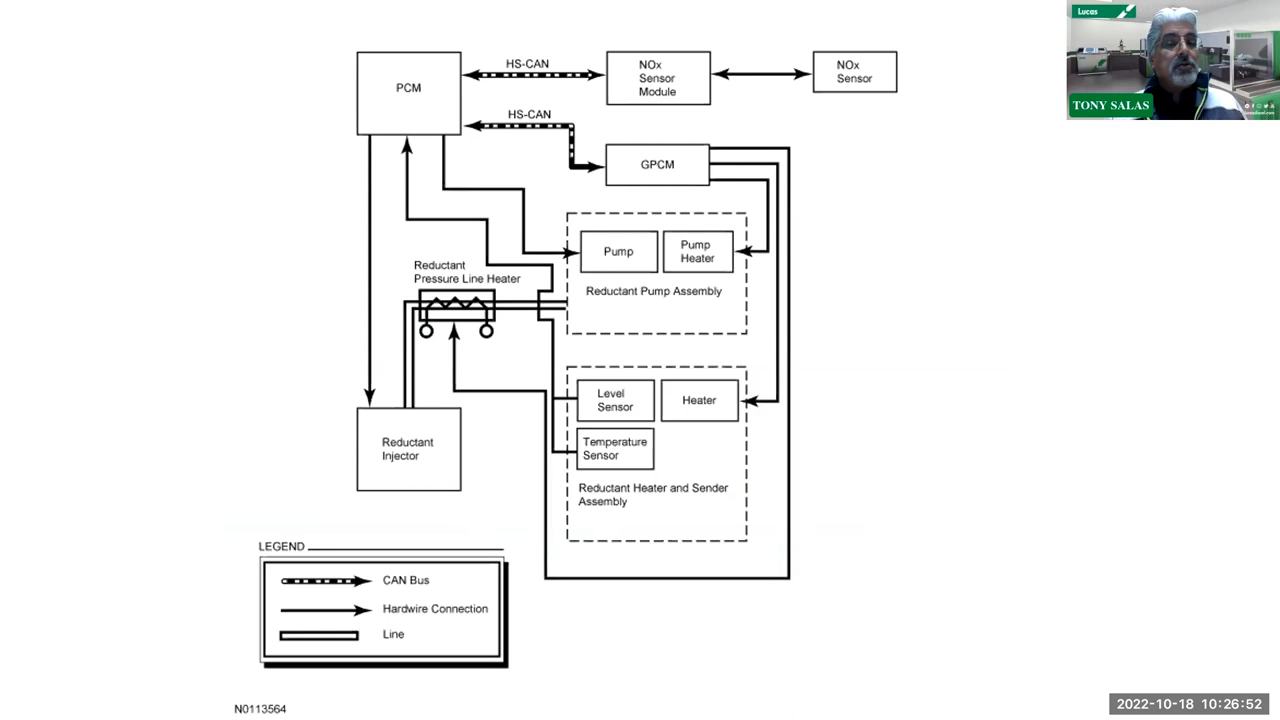 Lucas
TONY SALAS
HS-CAN
PCM
NOx
Sensor
Module
NOx
Sensor
HS-CAN
GPCM
Pump
Pump
Heater
Reductant Pump Assembly
Reductant
Pressure Line Heater
Level
Sensor
Heater
Temperature
Sensor
Reductant Heater and Sender
Assembly
Reductant
Injector
LEGEND
CAN Bus
Hardwire Connection
Line
N0113564
2022-10-18 10:26:52